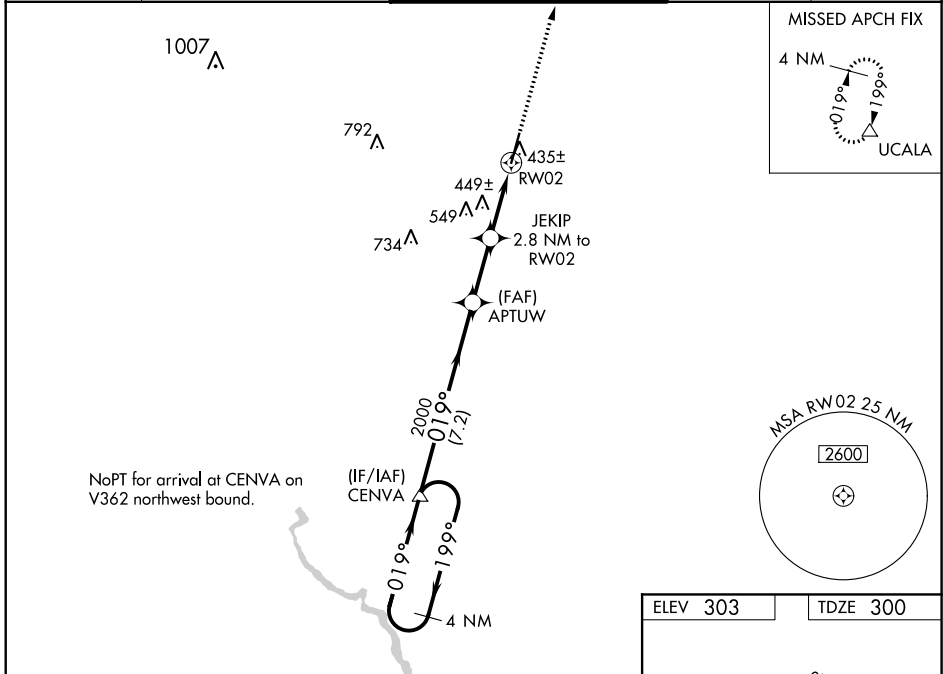 MISSED APCH FIX
4 NM
019°
199°
UCALA
1007
792
435±
RW02
449±
549
734
JEKIP
2.8 NM to
RW02
(FAF)
APTUW
2000
019°
(7.2)
NoPT for arrival at CENVA on
V362 northwest bound.
(IF/IAF)
CENVA
019°
199°
4 NM
MSA RW02 25 NM
2600
ELEV 303
TDZE 300